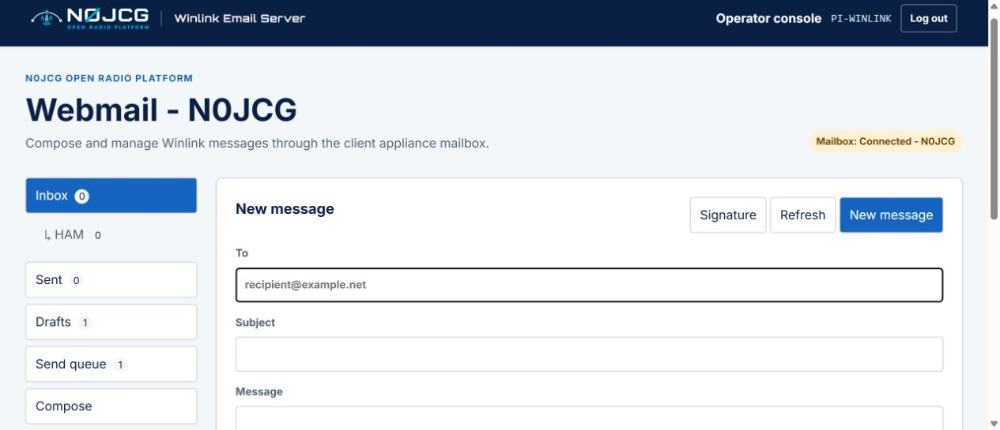 NØJCG
OPEN RADIO PLATFORM
Winlink Email Server
Operator console PI-WINLINK Log out
N0JCG OPEN RADIO PLATFORM
Webmail - N0JCG
Compose and manage Winlink messages through the client appliance mailbox.
Mailbox: Connected - N0JCG
Inbox 0
↳ HAM 0
Sent 0
Drafts 1
Send queue 1
Compose
New message
Signature Refresh New message
To
recipient@example.net
Subject
Message